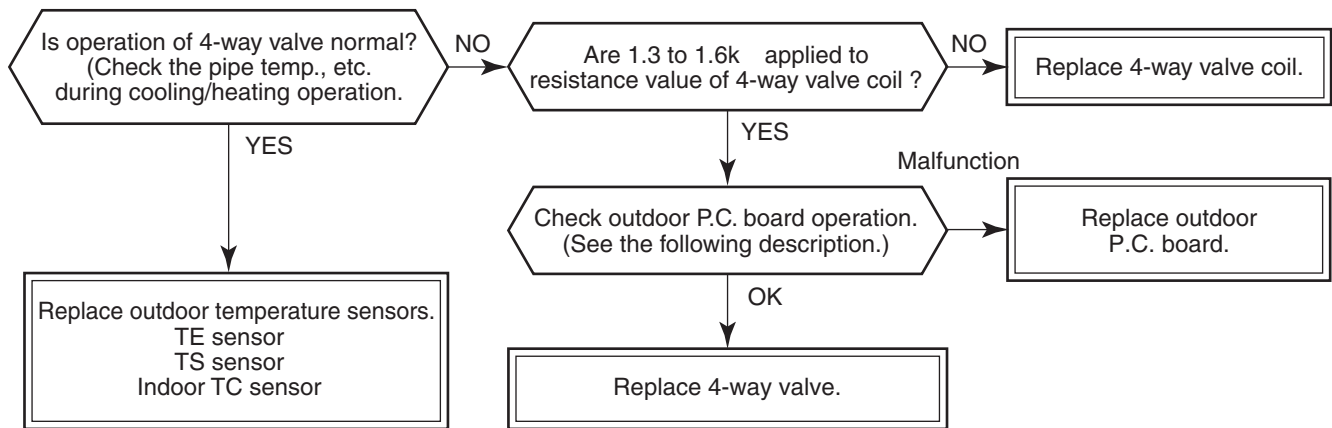 Is operation of 4-way valve normal?
(Check the pipe temp., etc.
during cooling/heating operation.
NO
Are 1.3 to 1.6k applied to
resistance value of 4-way valve coil ?
NO
Replace 4-way valve coil.
YES
YES
Malfunction
Check outdoor P.C. board operation.
(See the following description.)
Replace outdoor
P.C. board.
OK
Replace outdoor temperature sensors.
TE sensor
TS sensor
Indoor TC sensor
Replace 4-way valve.